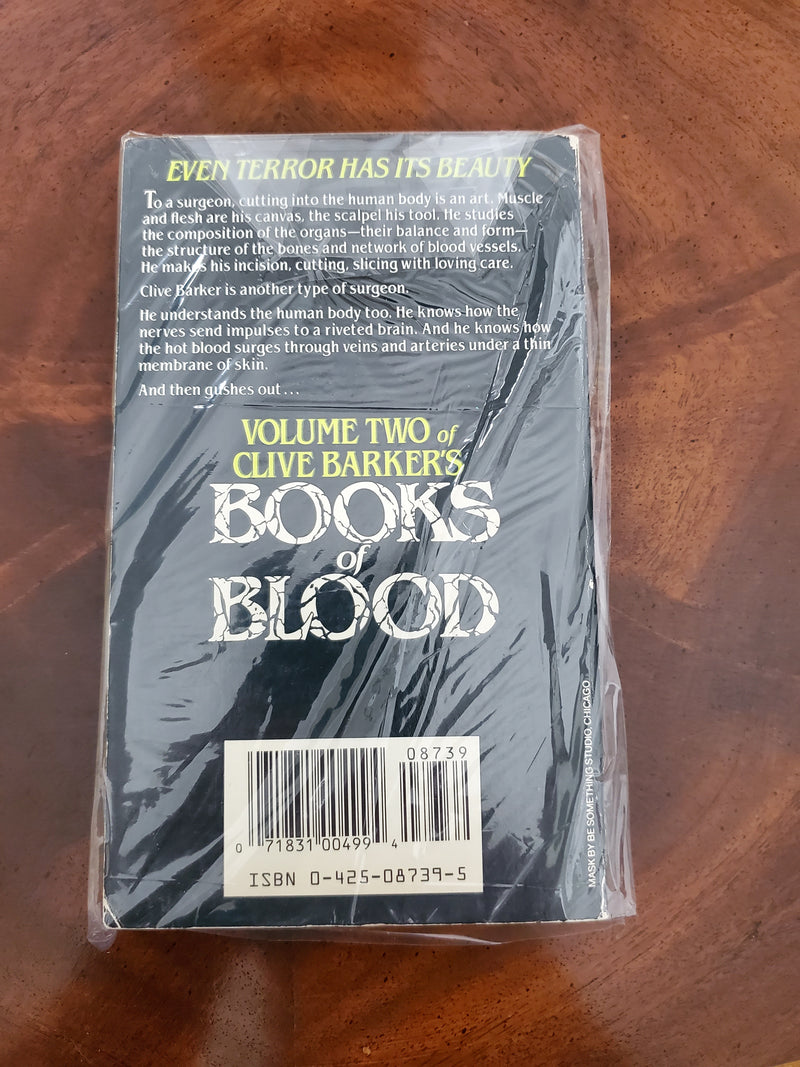 EVEN TERROR HAS ITS BEAUTY
To a surgeon, cutting into the human body is an art. Muscle
and flesh are his canvas, the scalpel his tool. He studies
the composition of the organs—their balance and form—
the structure of the bones and network of blood vessels.
He makes his incision, cutting, slicing with loving care.
Clive Barker is another type of surgeon.
He understands the human body too. He knows how the
nerves send impulses to a riveted brain. And he knows how
the hot blood surges through veins and arteries under a thin
membrane of skin.
And then gushes out...
VOLUME TWO of
CLIVE BARKER'S
BOOKS
of
BLOOD
08739
0 71831 00499 4
ISBN 0-425-08739-5
MASK BY BE SOMETHING STUDIO, CHICAGO